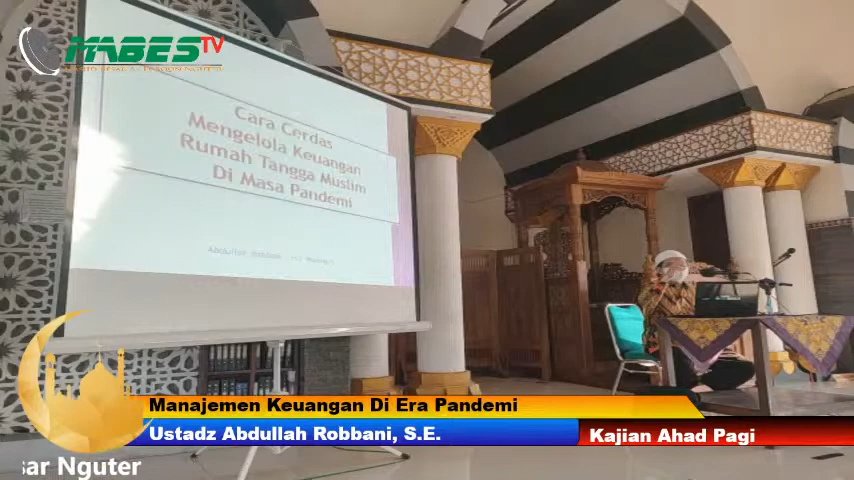 MABES TV
Cara Cerdas
Mengelola Keuangan
Rumah Tangga Muslim
Di Masa Pandemi
Abdullah
Manajemen Keuangan Di Era Pandemi
Ustadz Abdullah Robbani, S.E.
Kajian Ahad Pagi
sar Nguter